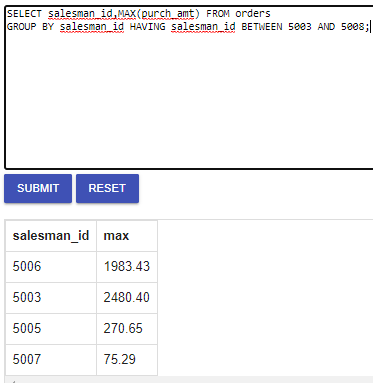 SELECT salesman_id,MAX(purch_amt) FROM orders
GROUP BY salesman_id HAVING salesman_id BETWEEN 5003 AND 5008;
SUBMIT RESET
salesman_id max
5006 1983.43
5003 2480.40
5005 270.65
5007 75.29